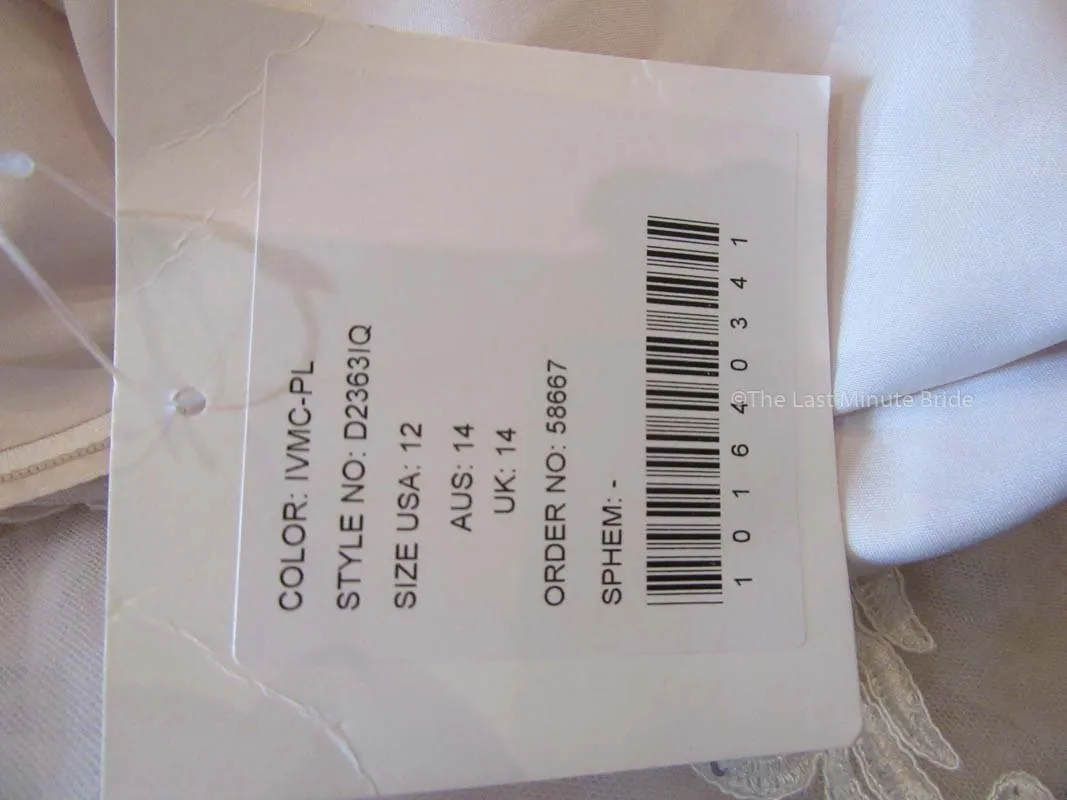 COLOR: IVMC-PL
STYLE NO: D2363IQ
SIZE USA: 12
AUS: 14
UK: 14
ORDER NO: 58667
SPHEM: -
1 0 1 6 4 0 3 4 1
©The Last Minute Bride